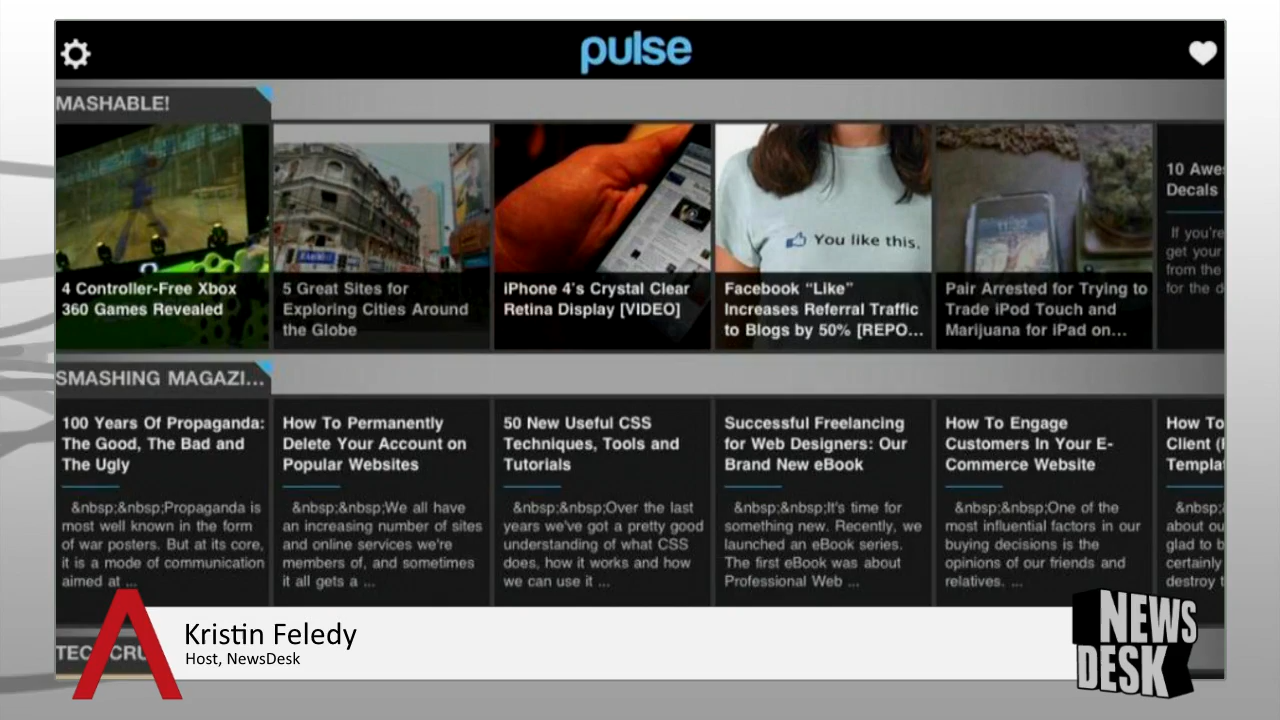 pulse
MASHABLE!
4 Controller-Free Xbox
360 Games Revealed
5 Great Sites for
Exploring Cities Around
the Globe
iPhone 4's Crystal Clear
Retina Display [VIDEO]
You like this.
Facebook “Like”
Increases Referral Traffic
to Blogs by 50% [REPO...
11:32
Pair Arrested for Trying to
Trade iPod Touch and
Marijuana for iPad on...
10 Awe
Decals
If you're
get your
from the
for the d
SMASHING MAGAZI...
100 Years Of Propaganda:
The Good, The Bad and
The Ugly
&nbsp;&nbsp;Propaganda is
most well known in the form
of war posters. But at its core,
it is a mode of communication
aimed at ...
How To Permanently
Delete Your Account on
Popular Websites
&nbsp;&nbsp;We all have
an increasing number of sites
and online services we're
members of, and sometimes
it all gets a ...
50 New Useful CSS
Techniques, Tools and
Tutorials
&nbsp;&nbsp;Over the last
years we've got a pretty good
understanding of what CSS
does, how it works and how
we can use it ...
Successful Freelancing
for Web Designers: Our
Brand New eBook
&nbsp;&nbsp;It's time for
something new. Recently, we
launched an eBook series.
The first eBook was about
Professional Web ...
How To Engage
Customers In Your E-
Commerce Website
&nbsp;&nbsp;One of the
most influential factors in our
buying decisions is the
opinions of our friends and
relatives. ...
How To
Client (
Templat
&nbsp;
about ou
glad to b
certainly
destroy t
TECHCRU
Kristin Feledy
Host, NewsDesk
NEWS
DESK